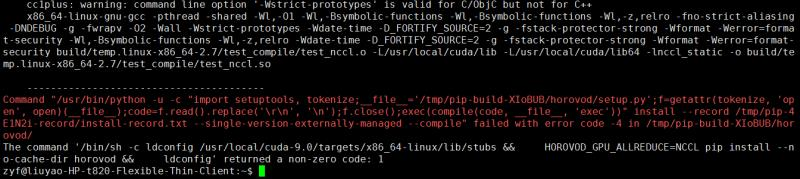 cc1plus: warning: command line option '-Wstrict-prototypes' is valid for C/ObjC but not for C++
x86_64-linux-gnu-gcc -pthread -shared -Wl,-O1 -Wl,-Bsymbolic-functions -Wl,-Bsymbolic-functions -Wl,-z,relro -fno-strict-aliasing
-DNDEBUG -g -fwrapv -O2 -Wall -Wstrict-prototypes -Wdate-time -D_FORTIFY_SOURCE=2 -g -fstack-protector-strong -Wformat -Werror=forma
t-security -Wl,-Bsymbolic-functions -Wl,-z,relro -Wdate-time -D_FORTIFY_SOURCE=2 -g -fstack-protector-strong -Wformat -Werror=format-
security build/temp.linux-x86_64-2.7/test_compile/test_nccl.o -L/usr/local/cuda/lib -L/usr/local/cuda/lib64 -lnccl_static -o build/te
mp.linux-x86_64-2.7/test_compile/test_nccl.so
----------------------------------------
Command "/usr/bin/python -u -c "import setuptools, tokenize;__file__='/tmp/pip-build-XIoBUB/horovod/setup.py';f=getattr(tokenize, 'op
en', open)(__file__);code=f.read().replace('\r\n', '\n');f.close();exec(compile(code, __file__, 'exec'))" install --record /tmp/pip-4
E1N2i-record/install-record.txt --single-version-externally-managed --compile" failed with error code -4 in /tmp/pip-build-XIoBUB/hor
ovod/
The command '/bin/sh -c ldconfig /usr/local/cuda-9.0/targets/x86_64-linux/lib/stubs && HOROVOD_GPU_ALLREDUCE=NCCL pip install --n
o-cache-dir horovod && ldconfig' returned a non-zero code: 1
zyf@liuyao-HP-t820-Flexible-Thin-Client:~$